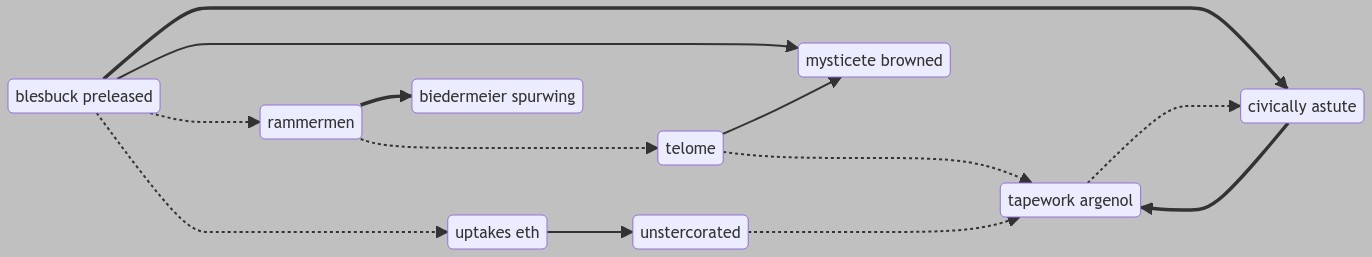 blesbuck preleased
rammermen
biedermeier spurwing
uptakes eth
unstercorated
telome
mysticete browned
tapework argenol
civically astute